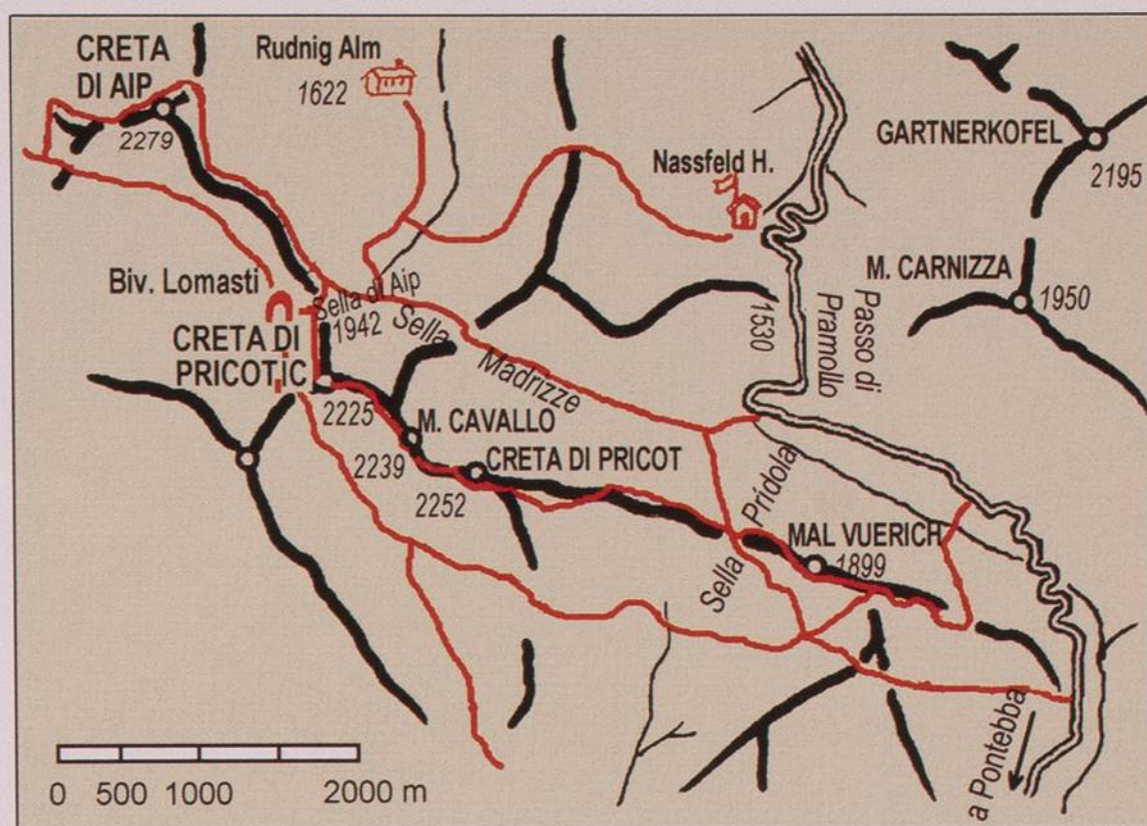 CRETA
DI AIP
2279
Rudnig Alm
1622
Nassfeld H.
GARTNERKOFEL
2195
M. CARNIZZA
1950
Biv. Lomasti
Sella di Aip
1942
CRETA DI
PRICOTIC
2225
Sella Madrizze
1530
Passo di
Pramollo
M. CAVALLO
2239
CRETA DI PRICOT
2252
Sella Pridola
MAL VUERICH
1899
a Pontebba
0 500 1000 2000 m